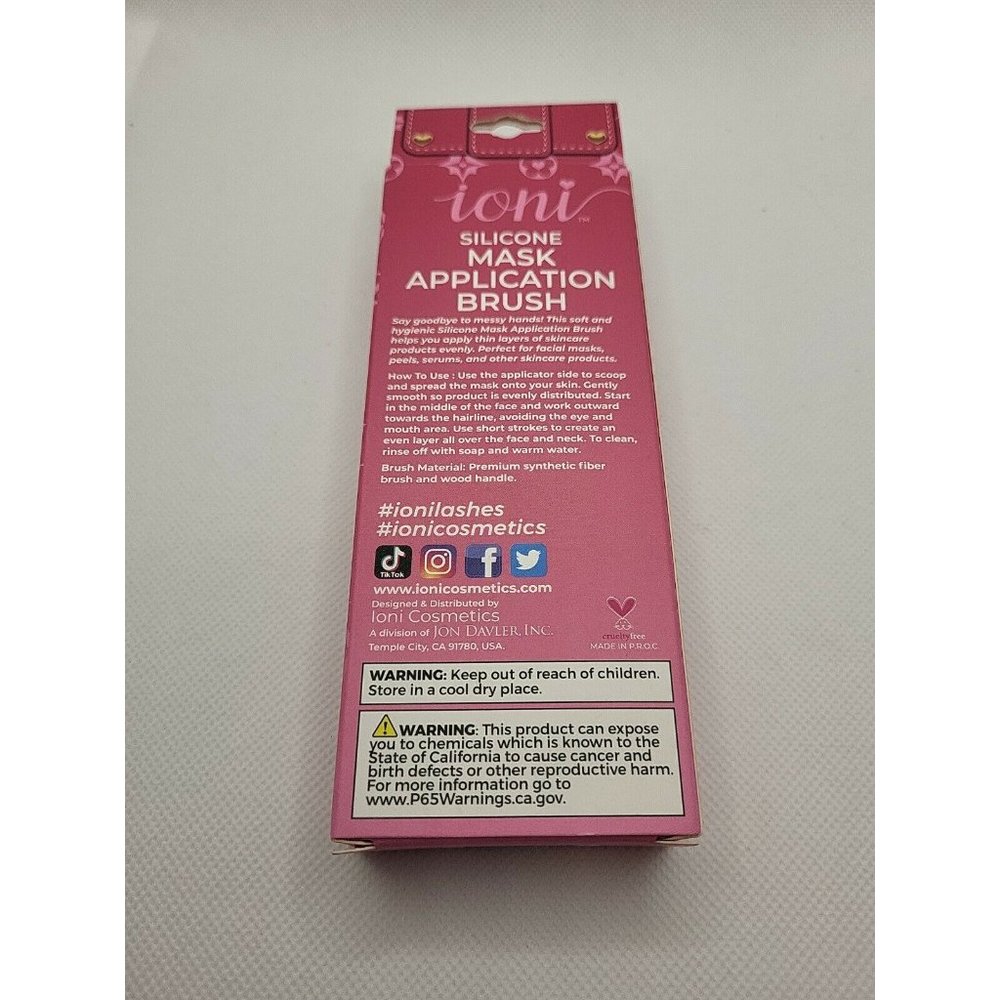 ioni
TM
SILICONE
MASK
APPLICATION
BRUSH
Say goodbye to messy hands! This soft and
hygienic Silicone Mask Application Brush
helps you apply thin layers of skincare
products evenly. Perfect for facial masks,
peels, serums, and other skincare products.
How To Use : Use the applicator side to scoop
and spread the mask onto your skin. Gently
smooth so product is evenly distributed. Start
in the middle of the face and work outward
towards the hairline, avoiding the eye and
mouth area. Use short strokes to create an
even layer all over the face and neck. To clean,
rinse off with soap and warm water.
Brush Material: Premium synthetic fiber
brush and wood handle.
#ionilashes
#ionicosmetics
TikTok
www.ionicosmetics.com
Designed & Distributed by
Ioni Cosmetics
A division of JON DAVLER, INC.
Temple City, CA 91780, USA.
crueltyfree
MADE IN P.R.O.C
WARNING: Keep out of reach of children.
Store in a cool dry place.
WARNING: This product can expose
you to chemicals which is known to the
State of California to cause cancer and
birth defects or other reproductive harm.
For more information go to
www.P65Warnings.ca.gov.